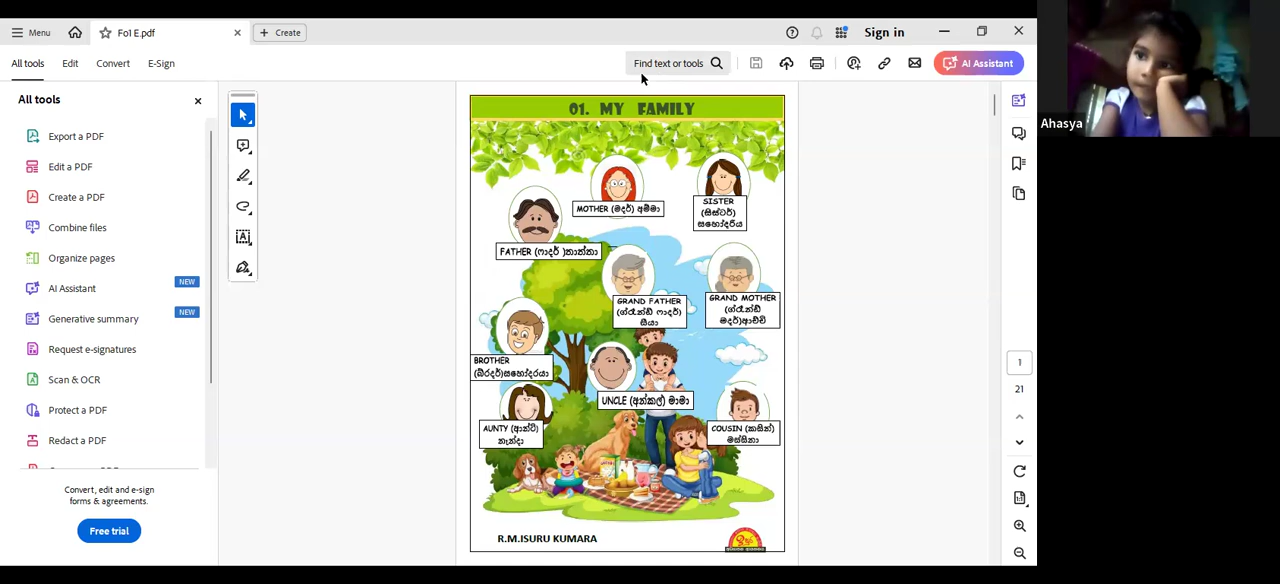 Menu
Fo1 E.pdf
Create
Sign in
All tools
Edit
Convert
E-Sign
Find text or tools
AI Assistant
All tools
Export a PDF
Edit a PDF
Create a PDF
Combine files
Organize pages
AI Assistant
NEW
Generative summary
NEW
Request e-signatures
Scan & OCR
Protect a PDF
Redact a PDF
Convert, edit and e-sign
forms & agreements.
Free trial
01. MY FAMILY
MOTHER (මදර්) අම්මා
SISTER
(සිස්ටර්)
සහෝදරිය
FATHER (ෆාදර් )තාත්තා
GRAND FATHER
(ග්රෑන්ඩ් ෆාදර්)
සීයා
GRAND MOTHER
(ග්රෑන්ඩ්
මදර්)ආච්චි
BROTHER
(බ්රදර්)සහෝදරයා
UNCLE (අන්කල්) මාමා
AUNTY (ආන්ටි)
නැන්දා
COUSIN (කසින්)
මස්සිනා
R.M.ISURU KUMARA
1
21
Ahasya